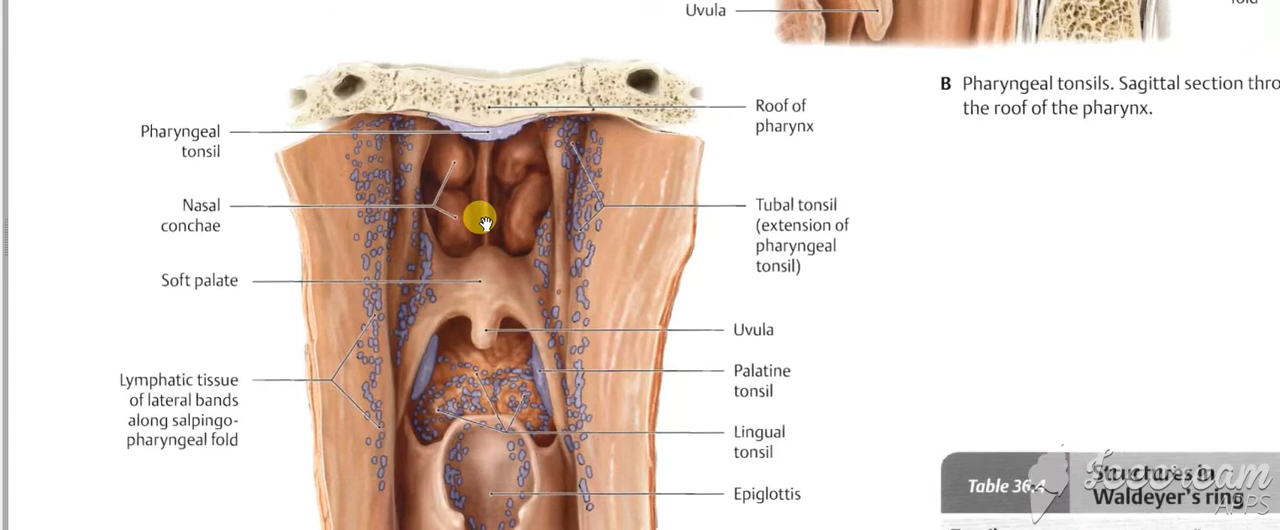 Uvula
fold
B Pharyngeal tonsils. Sagittal section thro
the roof of the pharynx.
Pharyngeal
tonsil
Roof of
pharynx
Nasal
conchae
Tubal tonsil
(extension of
pharyngeal
tonsil)
Soft palate
Uvula
Lymphatic tissue
of lateral bands
along salpingo-
pharyngeal fold
Palatine
tonsil
Lingual
tonsil
Epiglottis
Table 36.4
Structures in
Waldeyer's ring
APPS